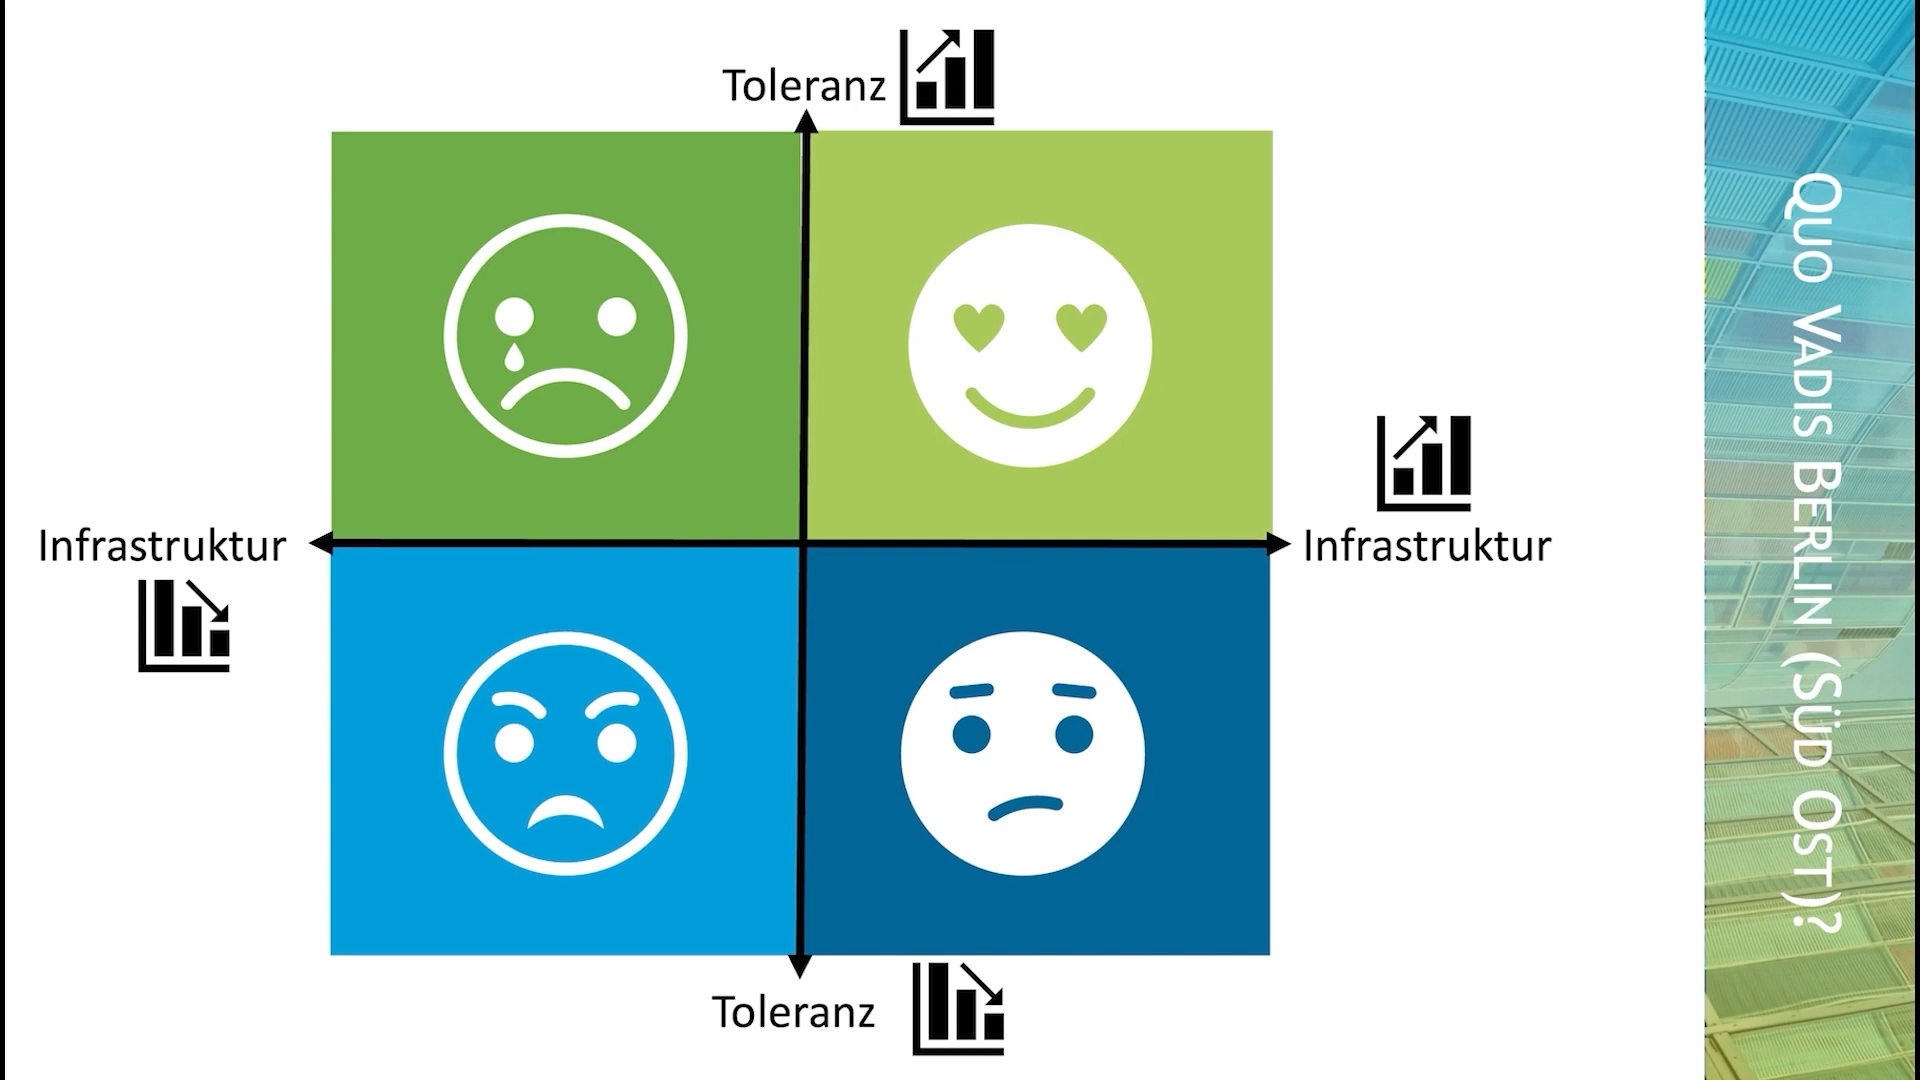 Toleranz
Infrastruktur
Infrastruktur
Toleranz
QUO VADIS BERLIN (SÜD OST)?